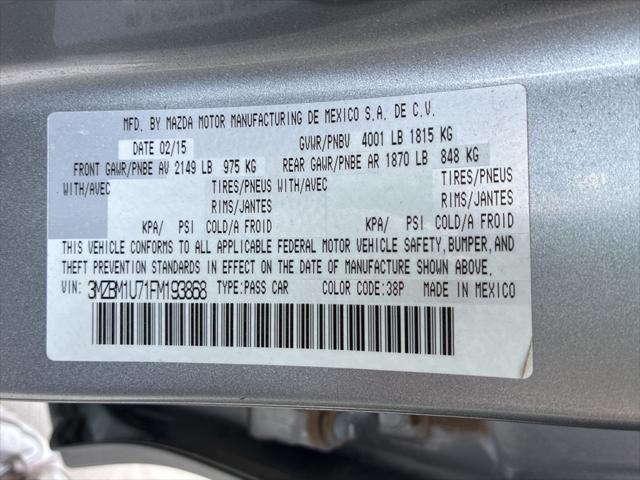 MFD. BY MAZDA MOTOR MANUFACTURING DE MEXICO S.A. DE C.V.
DATE 02/15 GVWR/PNBV 4001 LB 1815 KG
FRONT GAWR/PNBE AV 2149 LB 975 KG REAR GAWR/PNBE AR 1870 LB 848 KG
WITH/AVEC TIRES/PNEUS WITH/AVEC TIRES/PNEUS
RIMS/JANTES RIMS/JANTES
KPA/ PSI COLD/A FROID KPA/ PSI COLD/A FROID
THIS VEHICLE CONFORMS TO ALL APPLICABLE FEDERAL MOTOR VEHICLE SAFETY, BUMPER, AND
THEFT PREVENTION STANDARDS IN EFFECT ON THE DATE OF MANUFACTURE SHOWN ABOVE.
VIN: 3MZBM1U71FM193868 TYPE:PASS CAR COLOR CODE:38P MADE IN MEXICO